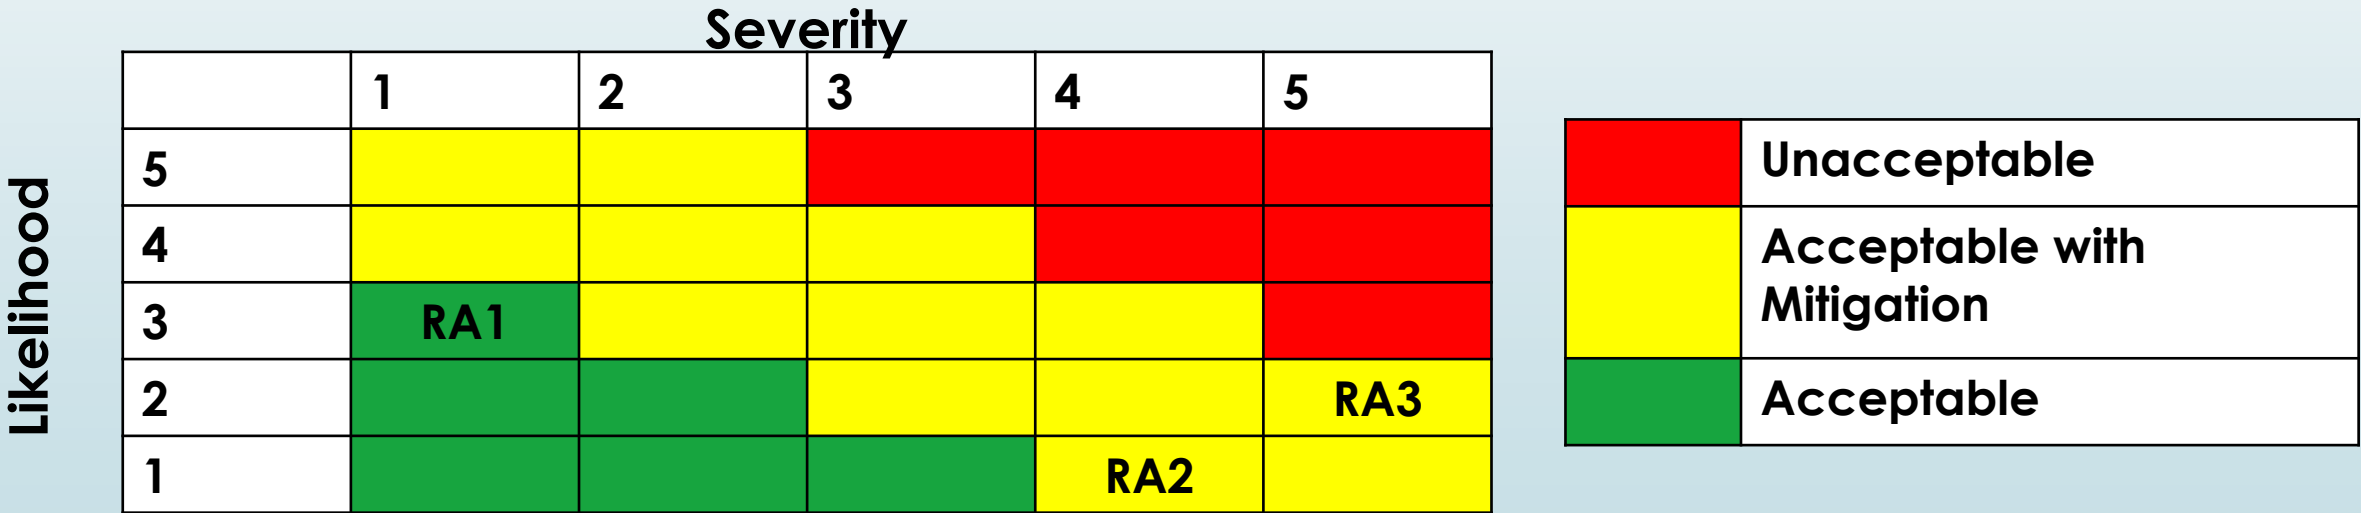 Severity
1 2 3 4 5
Likelihood
5
4
3 RA1
2 RA3
1 RA2
Unacceptable
Acceptable with
Mitigation
Acceptable